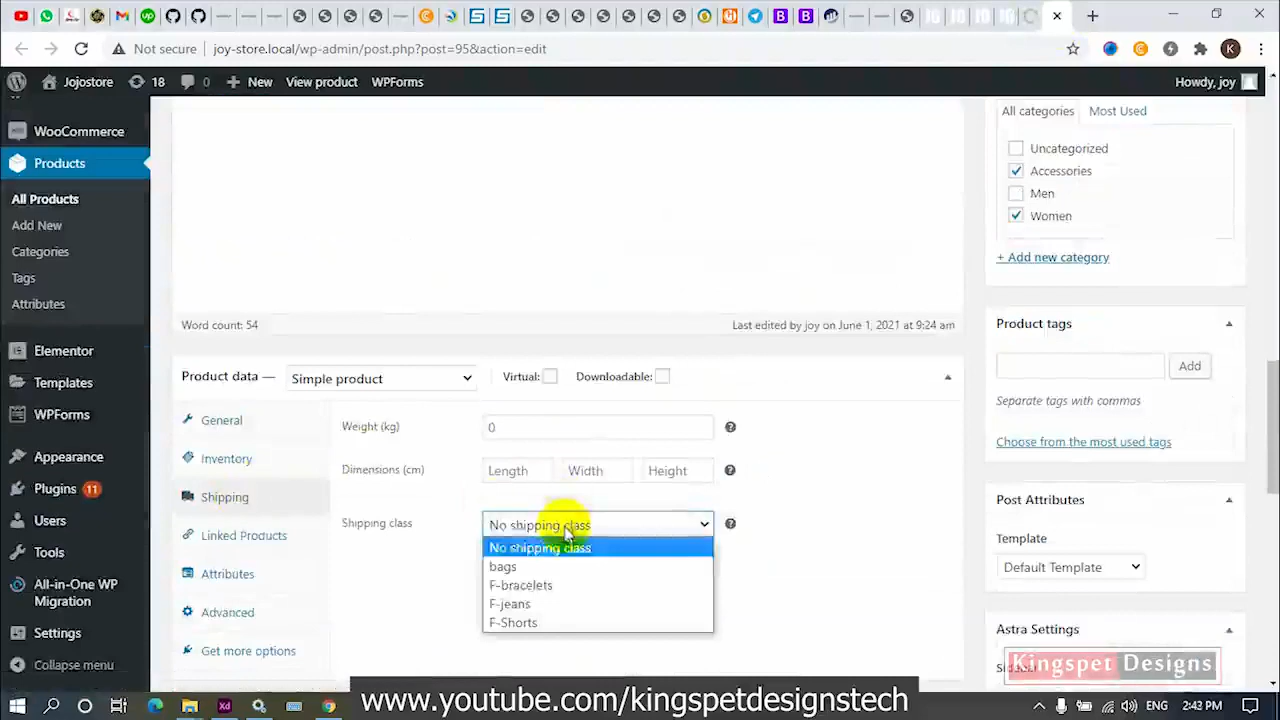 Not secure
joy-store.local/wp-admin/post.php?post=95&action=edit
K
Jojostore
18
0
New
View product
WPForms
Howdy, joy
WooCommerce
Products
All Products
Add New
Categories
Tags
Attributes
Elementor
Templates
WPForms
Appearance
Plugins 11
Users
Tools
All-in-One WP
Migration
Settings
Collapse menu
Word count: 54
Last edited by joy on June 1, 2021 at 9:24 am
Product data —
Simple product
Virtual:
Downloadable:
General
Inventory
Shipping
Linked Products
Attributes
Advanced
Get more options
Weight (kg)
0
Dimensions (cm)
Length
Width
Height
Shipping class
No shipping class
No shipping class
bags
F-bracelets
F-jeans
F-Shorts
All categories
Most Used
Uncategorized
Accessories
Men
Women
+ Add new category
Product tags
Add
Separate tags with commas
Choose from the most used tags
Post Attributes
Template
Default Template
Astra Settings
Kingspet Designs
www.youtube.com/kingspetdesignstech
ENG
2:43 PM